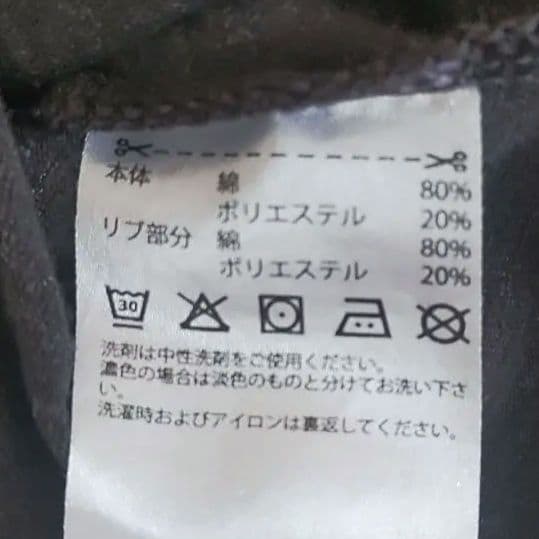 本体 綿 80%
ポリエステル 20%
リブ部分 綿 80%
ポリエステル 20%
30
洗剤は中性洗剤をご使用ください。
濃色の場合は淡色のものと分けてお洗い下さ
い。
洗濯時およびアイロンは裏返してください。